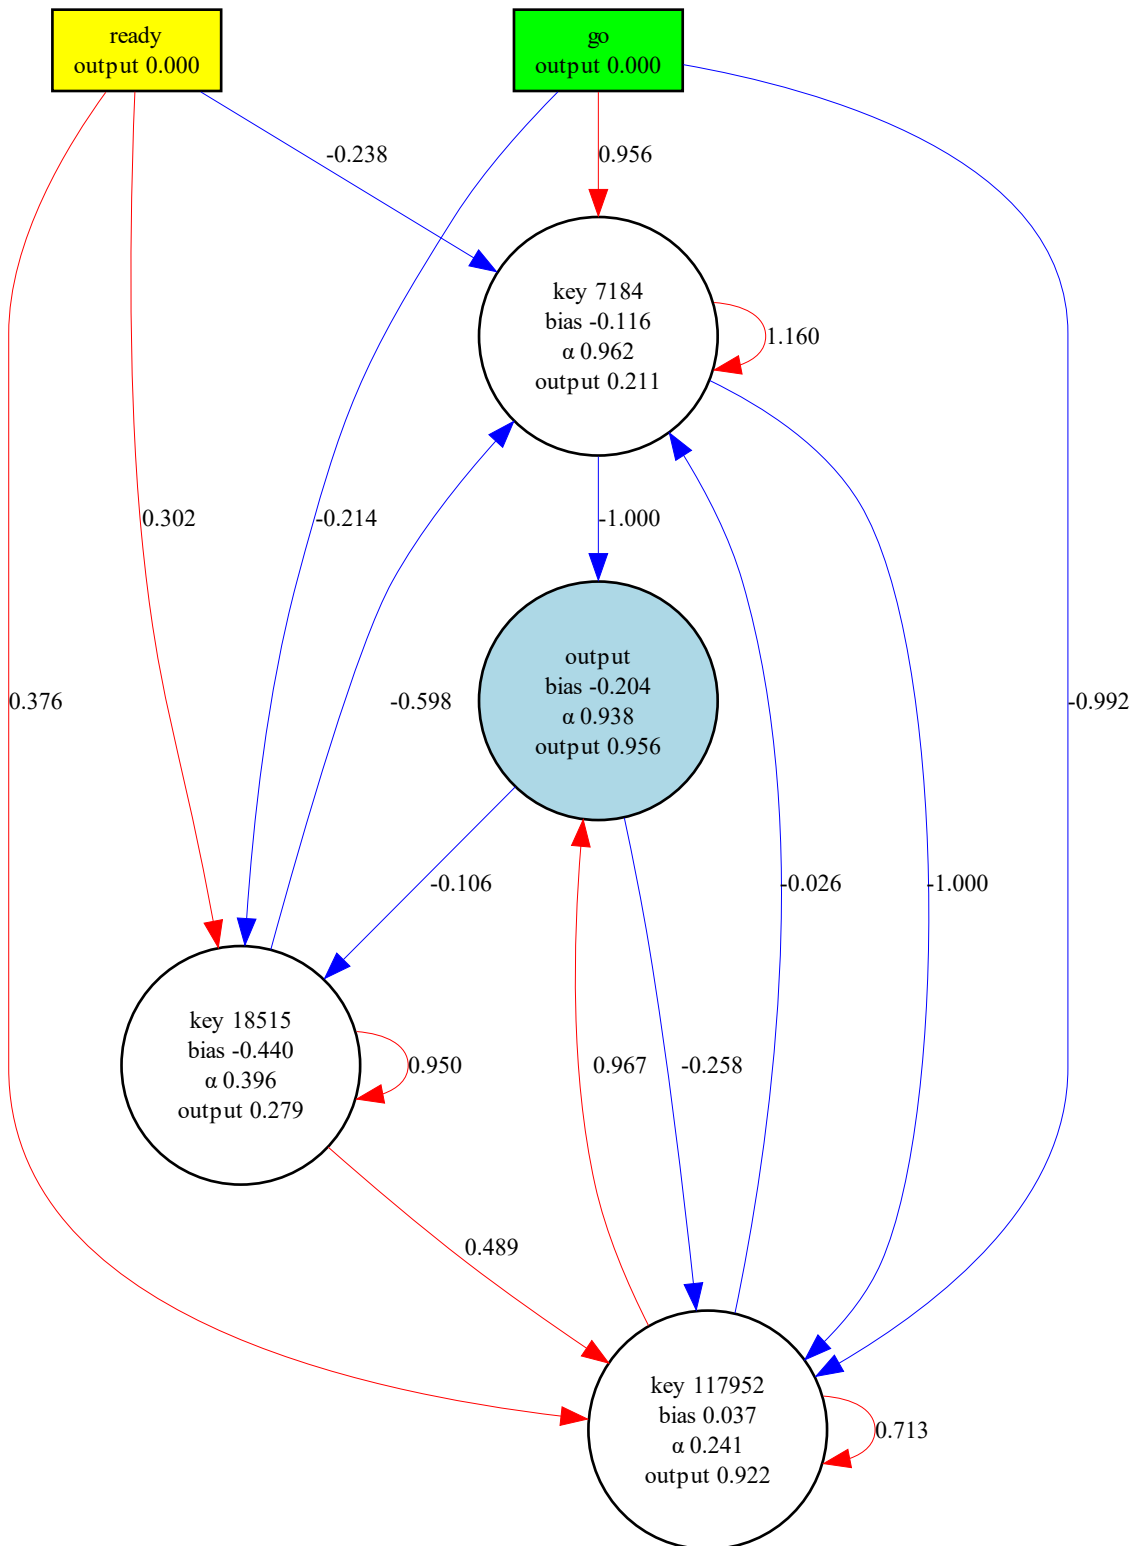 ready
output 0.000
go
output 0.000
-0.238
0.956
key 7184
bias -0.116
α 0.962
output 0.211
1.160
0.302
-0.214
-1.000
output
bias -0.204
α 0.938
output 0.956
0.376
-0.598
-0.992
-0.106
-0.026
-1.000
key 18515
bias -0.440
α 0.396
output 0.279
0.950
0.967
-0.258
0.489
key 117952
bias 0.037
α 0.241
output 0.922
0.713